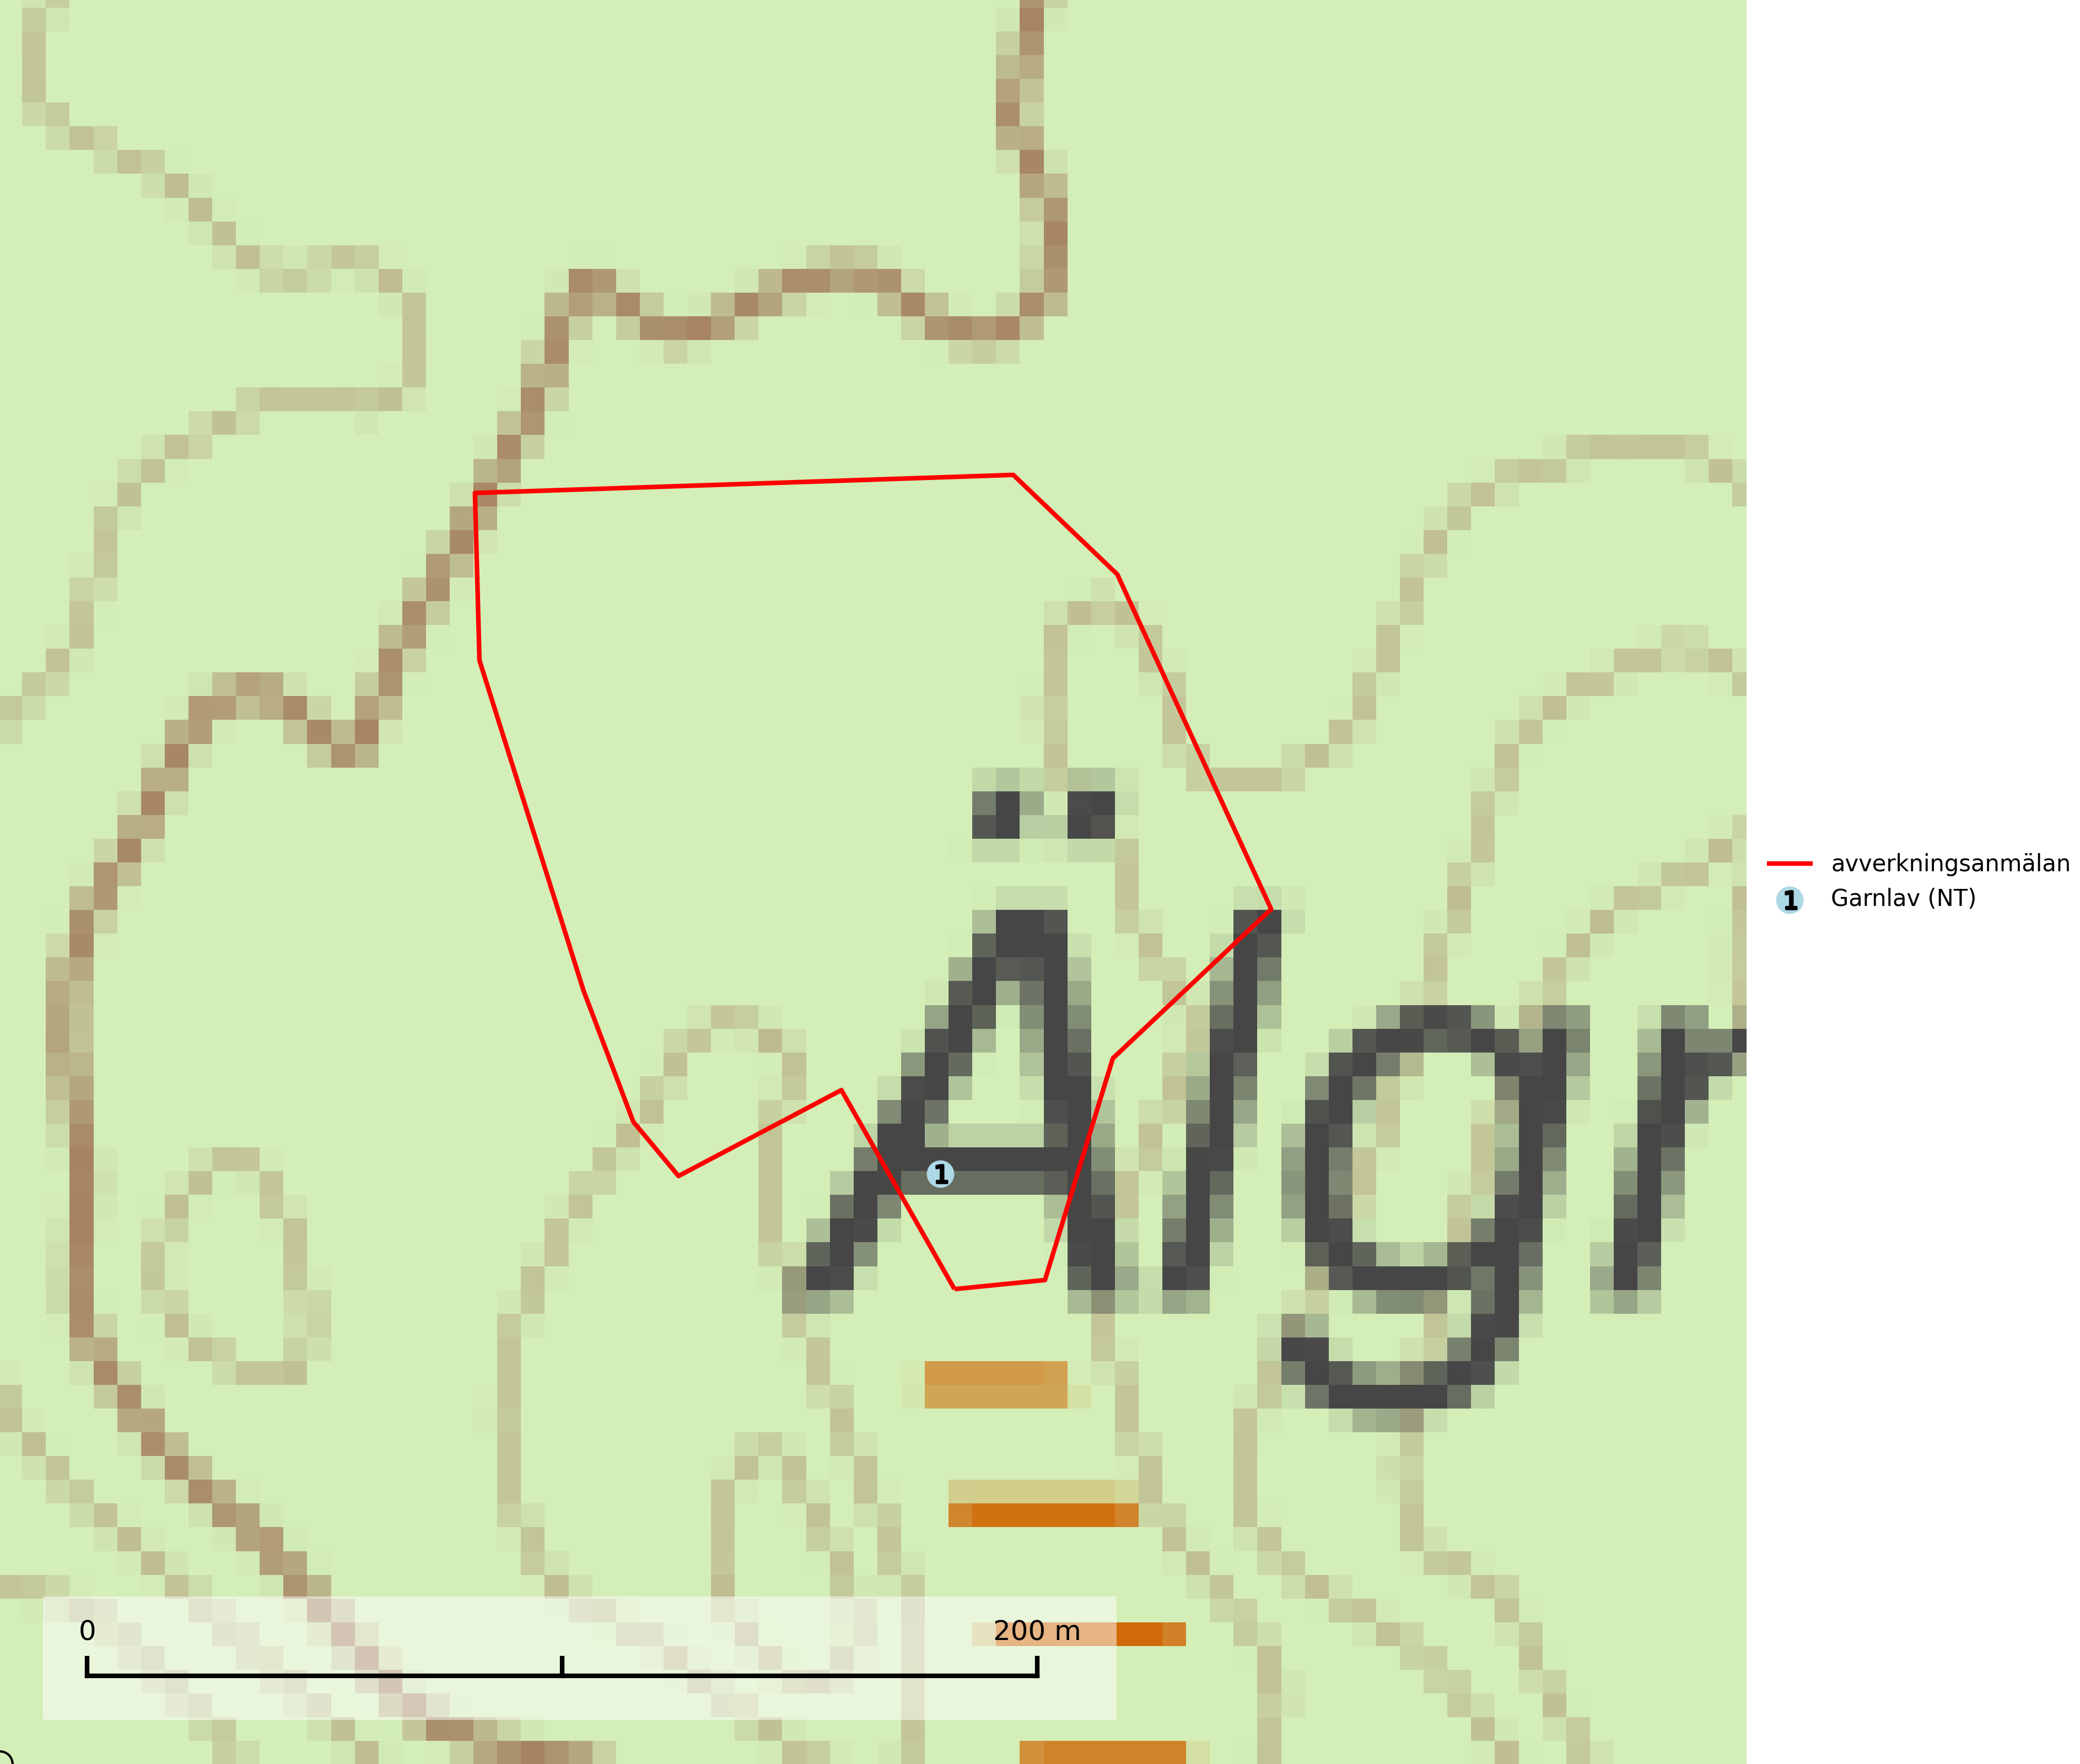 Älgr
1
0
200 m
avverkningsanmälan
1 Garnlav (NT)